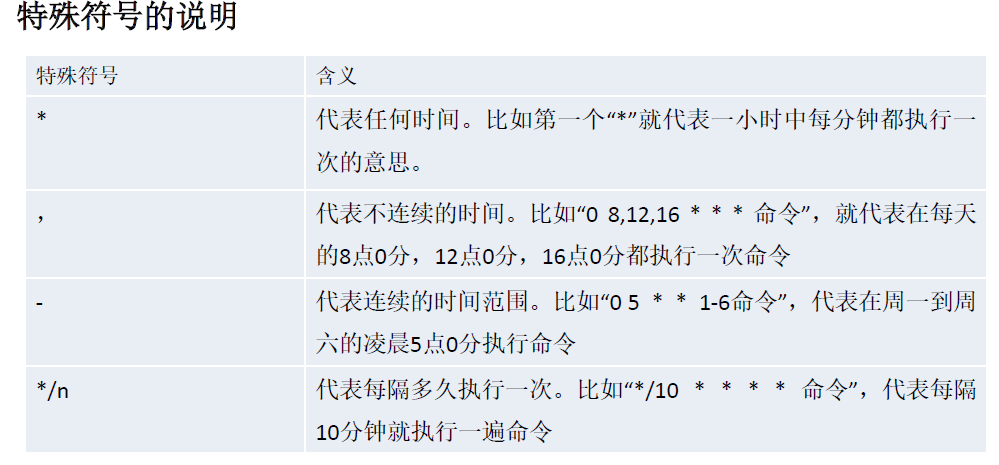 特殊符号的说明
特殊符号 含义
* 代表任何时间。比如第一个“*”就代表一小时中每分钟都执行一
次的意思。
， 代表不连续的时间。比如“0 8,12,16 * * * 命令”，就代表在每天
的8点0分，12点0分，16点0分都执行一次命令
- 代表连续的时间范围。比如“0 5 * * 1-6命令”，代表在周一到周
六的凌晨5点0分执行命令
*/n 代表每隔多久执行一次。比如“*/10 * * * * 命令”，代表每隔
10分钟就执行一遍命令